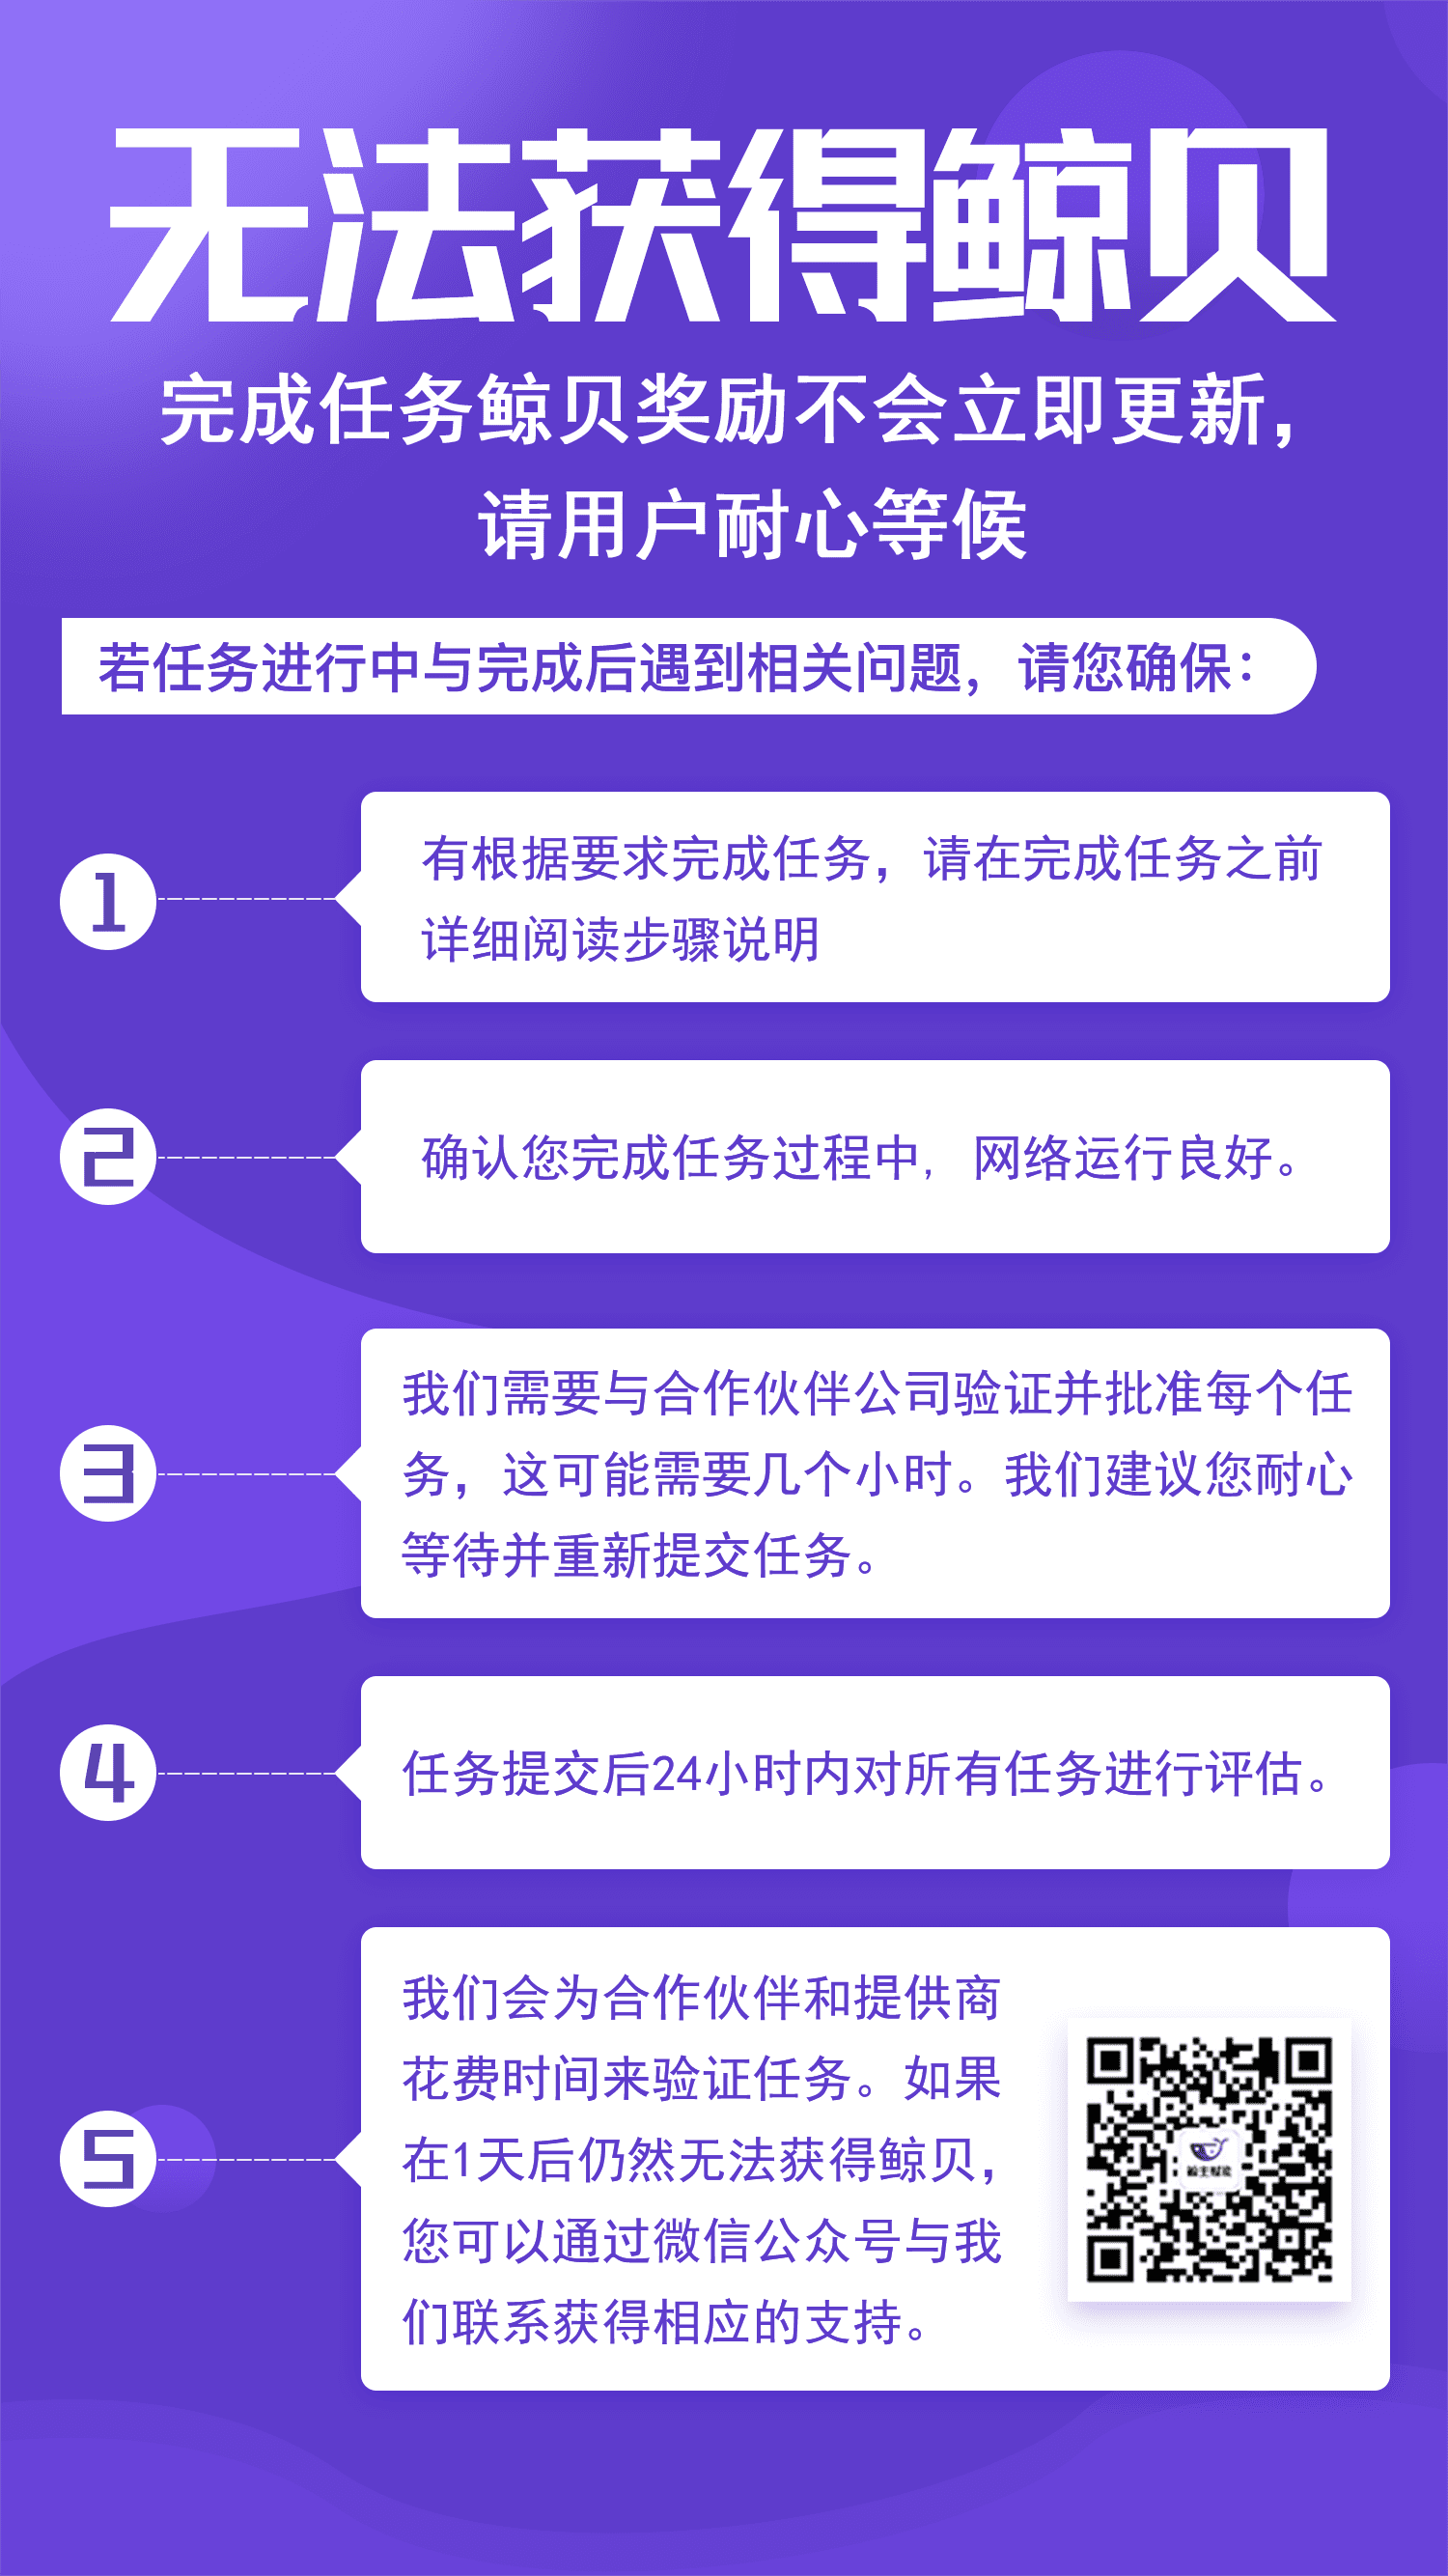 无法获得鲸贝
完成任务鲸贝奖励不会立即更新，
请用户耐心等候
若任务进行中与完成后遇到相关问题，请您确保：
1
有根据要求完成任务，请在完成任务之前
详细阅读步骤说明
2
确认您完成任务过程中，网络运行良好。
3
我们需要与合作伙伴公司验证并批准每个任
务，这可能需要几个小时。我们建议您耐心
等待并重新提交任务。
4
任务提交后24小时内对所有任务进行评估。
5
我们会为合作伙伴和提供商
花费时间来验证任务。如果
在1天后仍然无法获得鲸贝，
您可以通过微信公众号与我
们联系获得相应的支持。